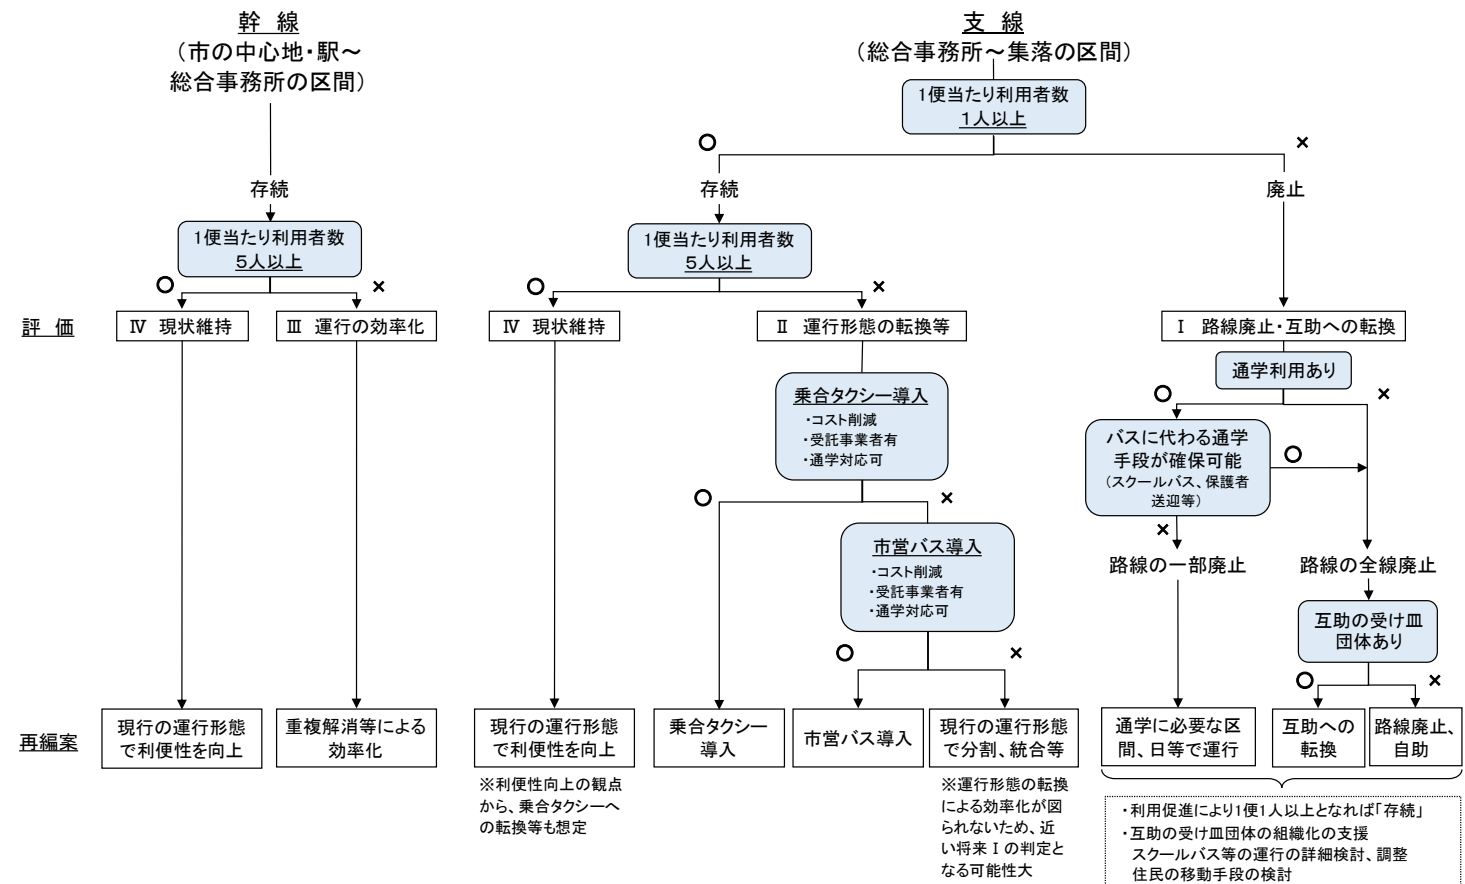 幹 線
（市の中心地・駅～
総合事務所の区間）
存続
1便当たり利用者数
5人以上
○
×
支 線
（総合事務所～集落の区間）
1便当たり利用者数
1人以上
○
×
存続
廃止
1便当たり利用者数
5人以上
○
×
評 価
Ⅳ 現状維持
Ⅲ 運行の効率化
Ⅳ 現状維持
Ⅱ 運行形態の転換等
Ⅰ 路線廃止・互助への転換
乗合タクシー導入
・コスト削減
・受託事業者有
・通学対応可
○
×
市営バス導入
・コスト削減
・受託事業者有
・通学対応可
○
×
通学利用あり
○
×
バスに代わる通学
手段が確保可能
（スクールバス、保護者
送迎等）
○
×
路線の一部廃止
路線の全線廃止
互助の受け皿
団体あり
○
×
再編案
現行の運行形態
で利便性を向上
重複解消等による
効率化
現行の運行形態
で利便性を向上
※利便性向上の観点
から、乗合タクシーへ
の転換等も想定
乗合タクシー
導入
市営バス導入
現行の運行形態
で分割、統合等
※運行形態の転換
による効率化が図
られないため、近
い将来Ⅰの判定と
なる可能性大
通学に必要な区
間、日等で運行
互助への
転換
路線廃止、
自助
・利用促進により1便1人以上となれば「存続」
・互助の受け皿団体の組織化の支援
スクールバス等の運行の詳細検討、調整
住民の移動手段の検討